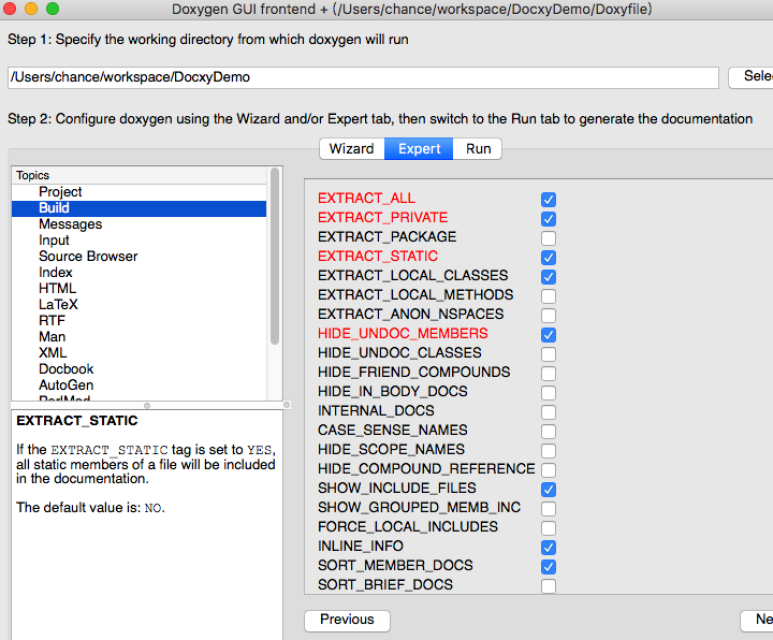 Doxygen GUI frontend + (/Users/chance/workspace/DocxyDemo/Doxyfile)
Step 1: Specify the working directory from which doxygen will run
/Users/chance/workspace/DocxyDemo
Sele
Step 2: Configure doxygen using the Wizard and/or Expert tab, then switch to the Run tab to generate the documentation
Wizard Expert Run
Topics
Project
Build
Messages
Input
Source Browser
Index
HTML
LaTeX
RTF
Man
XML
Docbook
AutoGen
PerlMod
EXTRACT_STATIC
If the EXTRACT_STATIC tag is set to YES,
all static members of a file will be included
in the documentation.
The default value is: NO.
EXTRACT_ALL
EXTRACT_PRIVATE
EXTRACT_PACKAGE
EXTRACT_STATIC
EXTRACT_LOCAL_CLASSES
EXTRACT_LOCAL_METHODS
EXTRACT_ANON_NSPACES
HIDE_UNDOC_MEMBERS
HIDE_UNDOC_CLASSES
HIDE_FRIEND_COMPOUNDS
HIDE_IN_BODY_DOCS
INTERNAL_DOCS
CASE_SENSE_NAMES
HIDE_SCOPE_NAMES
HIDE_COMPOUND_REFERENCE
SHOW_INCLUDE_FILES
SHOW_GROUPED_MEMB_INC
FORCE_LOCAL_INCLUDES
INLINE_INFO
SORT_MEMBER_DOCS
SORT_BRIEF_DOCS
Previous
Ne